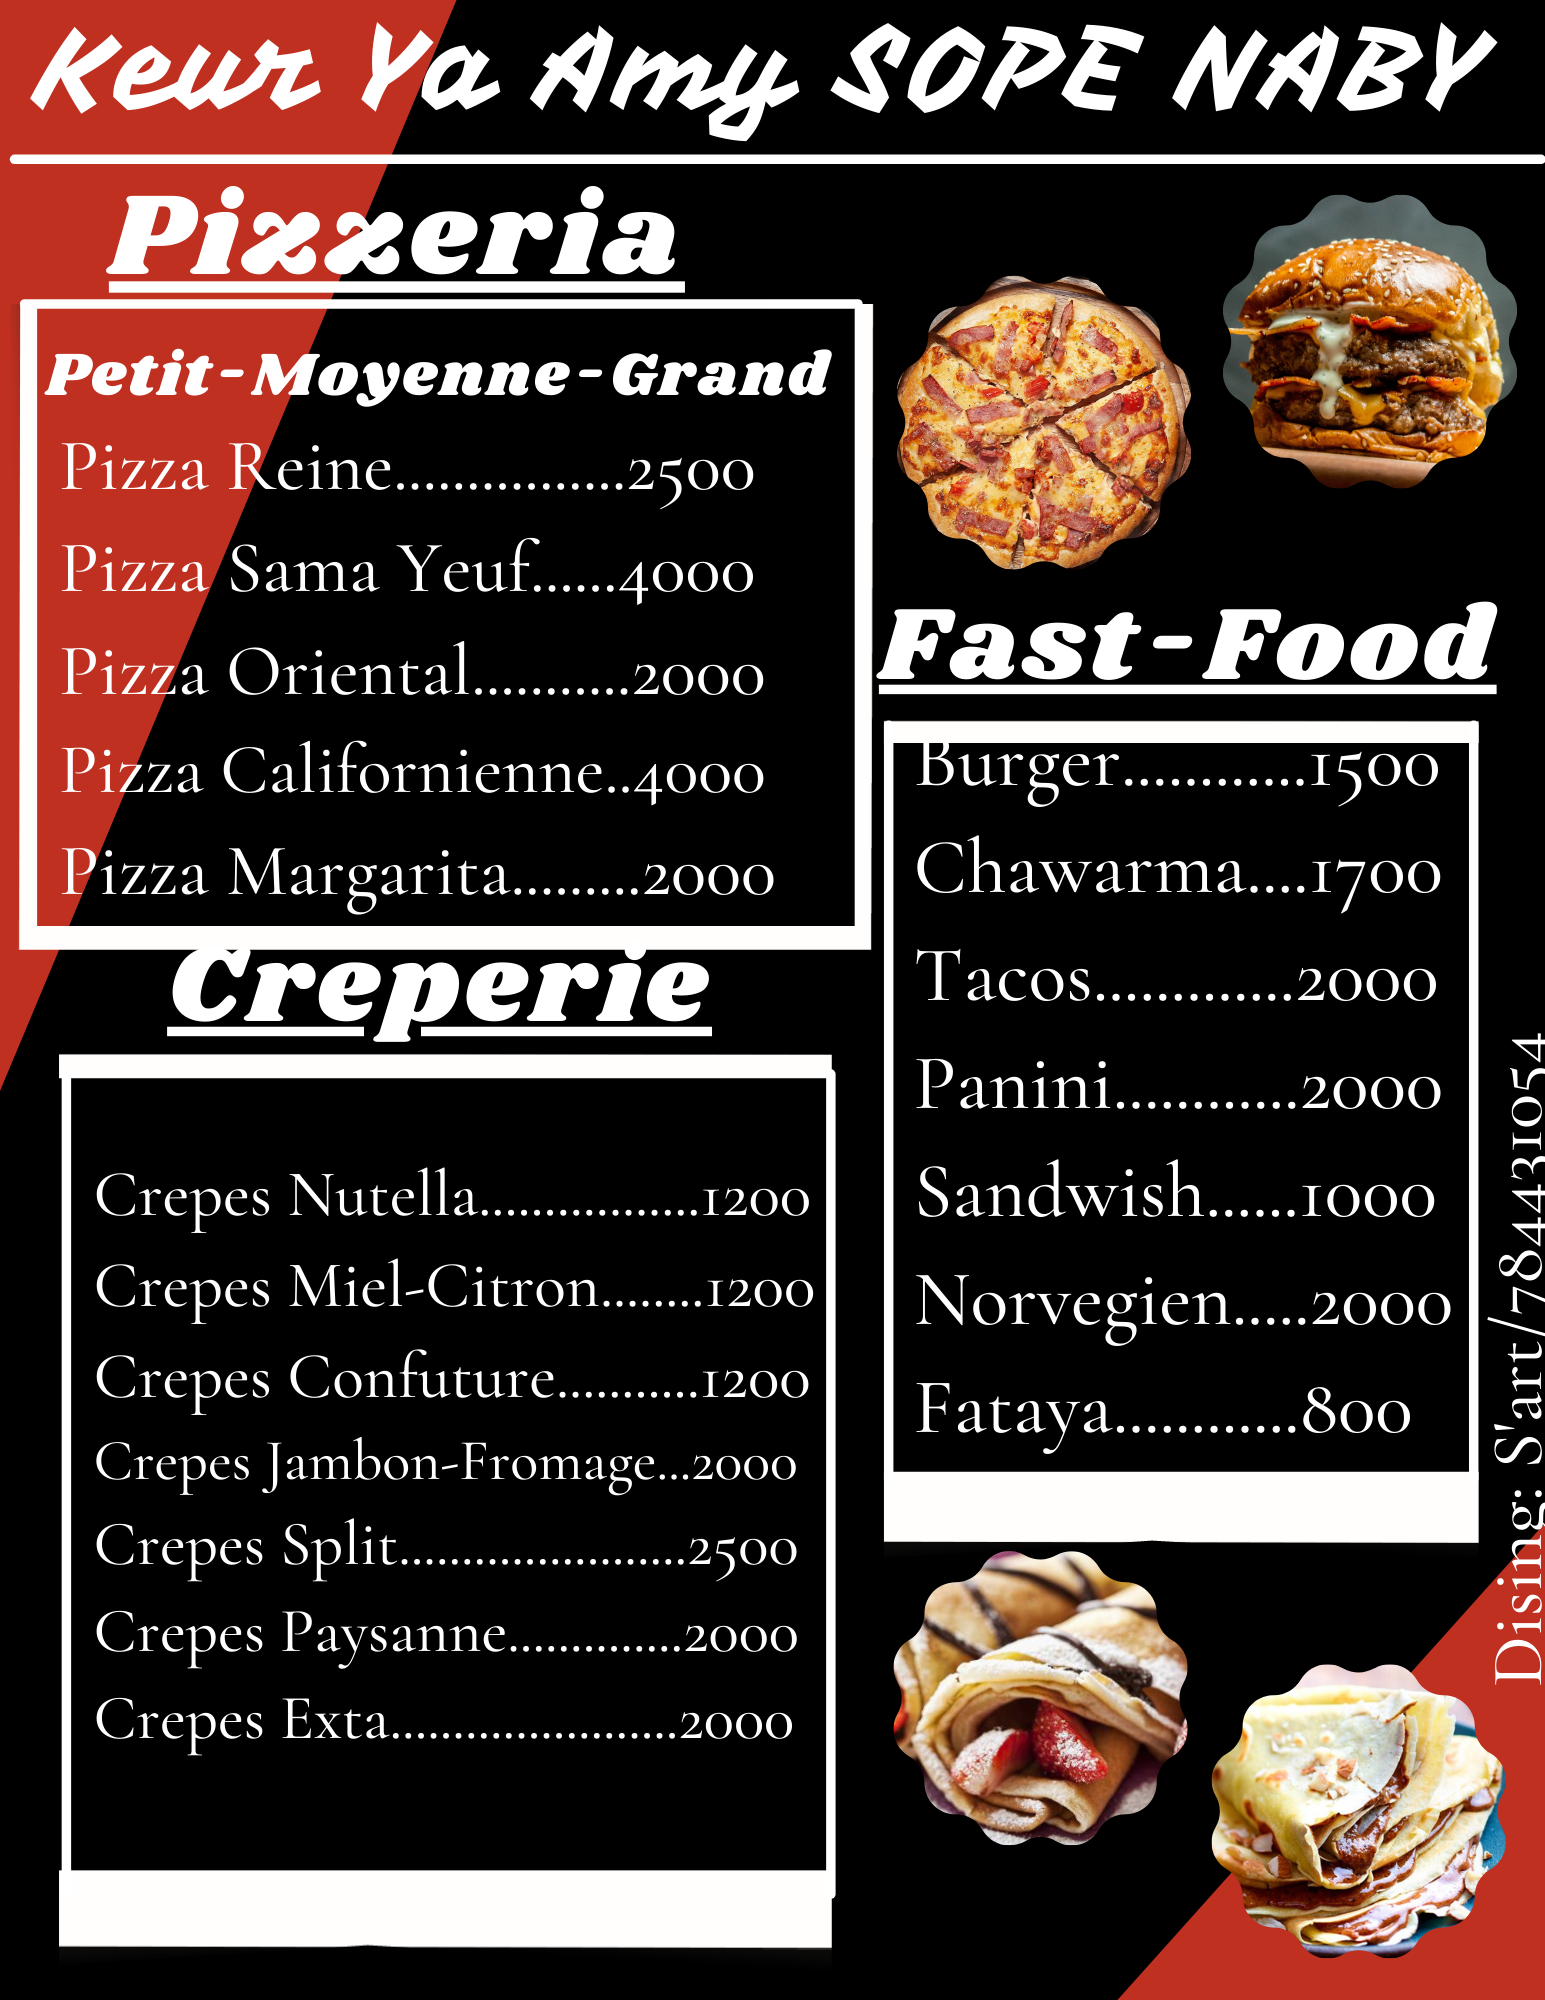 Keur Ya Amy SOPE NABY
Pizzeria
Petit-Moyenne-Grand
Pizza Reine................2500
Pizza Sama Yeuf......4000
Pizza Oriental...........2000
Pizza Californienne..4000
Pizza Margarita.........2000
Creperie
Crepes Nutella.................1200
Crepes Miel-Citron........1200
Crepes Confuture...........1200
Crepes Jambon-Fromage...2000
Crepes Split.......................2500
Crepes Paysanne..............2000
Crepes Exta.......................2000
Fast-Food
Burger............1500
Chawarma....1700
Tacos.............2000
Panini............2000
Sandwish......1000
Norvegien.....2000
Fataya............800
Dising: S'art/784431054